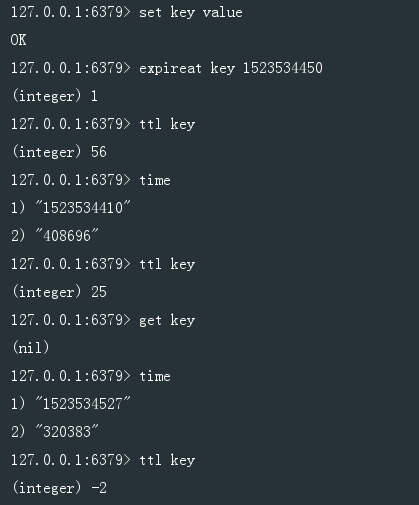 127.0.0.1:6379> set key value
OK
127.0.0.1:6379> expireat key 1523534450
(integer) 1
127.0.0.1:6379> ttl key
(integer) 56
127.0.0.1:6379> time
1) "1523534410"
2) "408696"
127.0.0.1:6379> ttl key
(integer) 25
127.0.0.1:6379> get key
(nil)
127.0.0.1:6379> time
1) "1523534527"
2) "320383"
127.0.0.1:6379> ttl key
(integer) -2